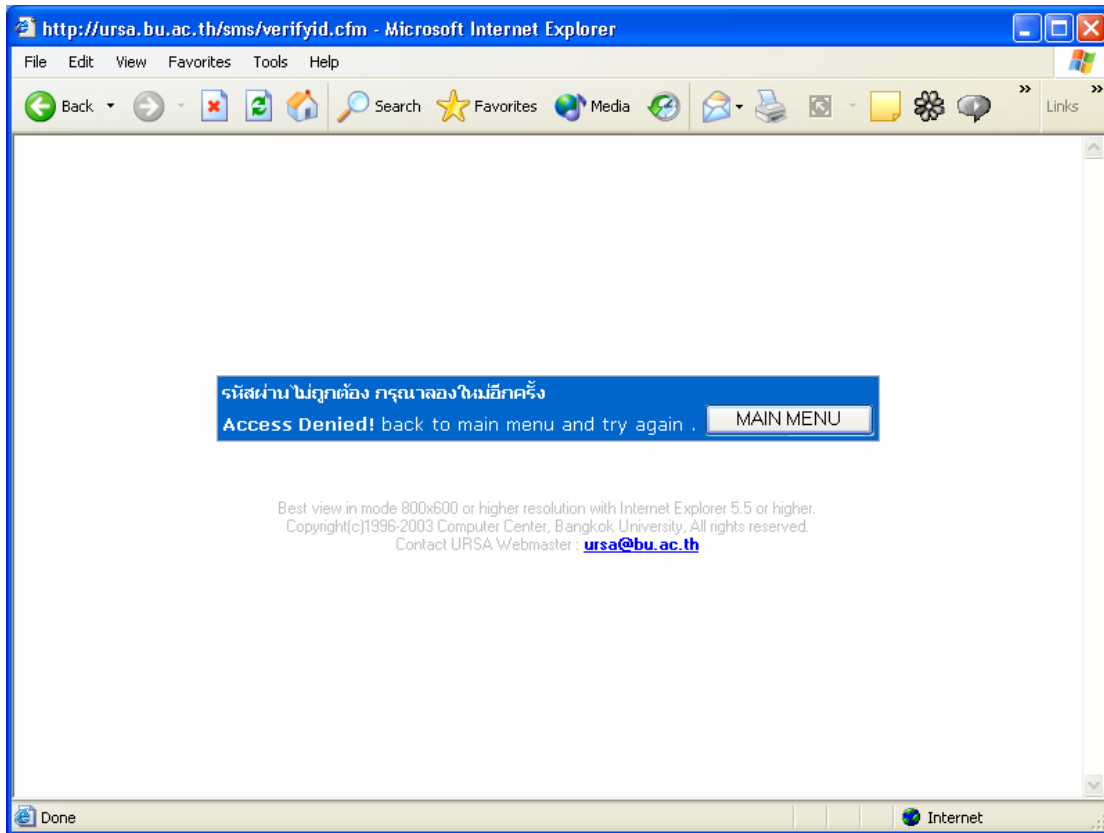 http://ursa.bu.ac.th/sms/verifyid.cfm - Microsoft Internet Explorer
File Edit View Favorites Tools Help
Back Search Favorites Media » Links »
รหัสผ่านไม่ถูกต้อง กรุณาลองใหม่อีกครั้ง
Access Denied! back to main menu and try again . MAIN MENU
Best view in mode 800x600 or higher resolution with Internet Explorer 5.5 or higher.
Copyright(c)1996-2003 Computer Center, Bangkok University, All rights reserved.
Contact URSA Webmaster : ursa@bu.ac.th
Done Internet